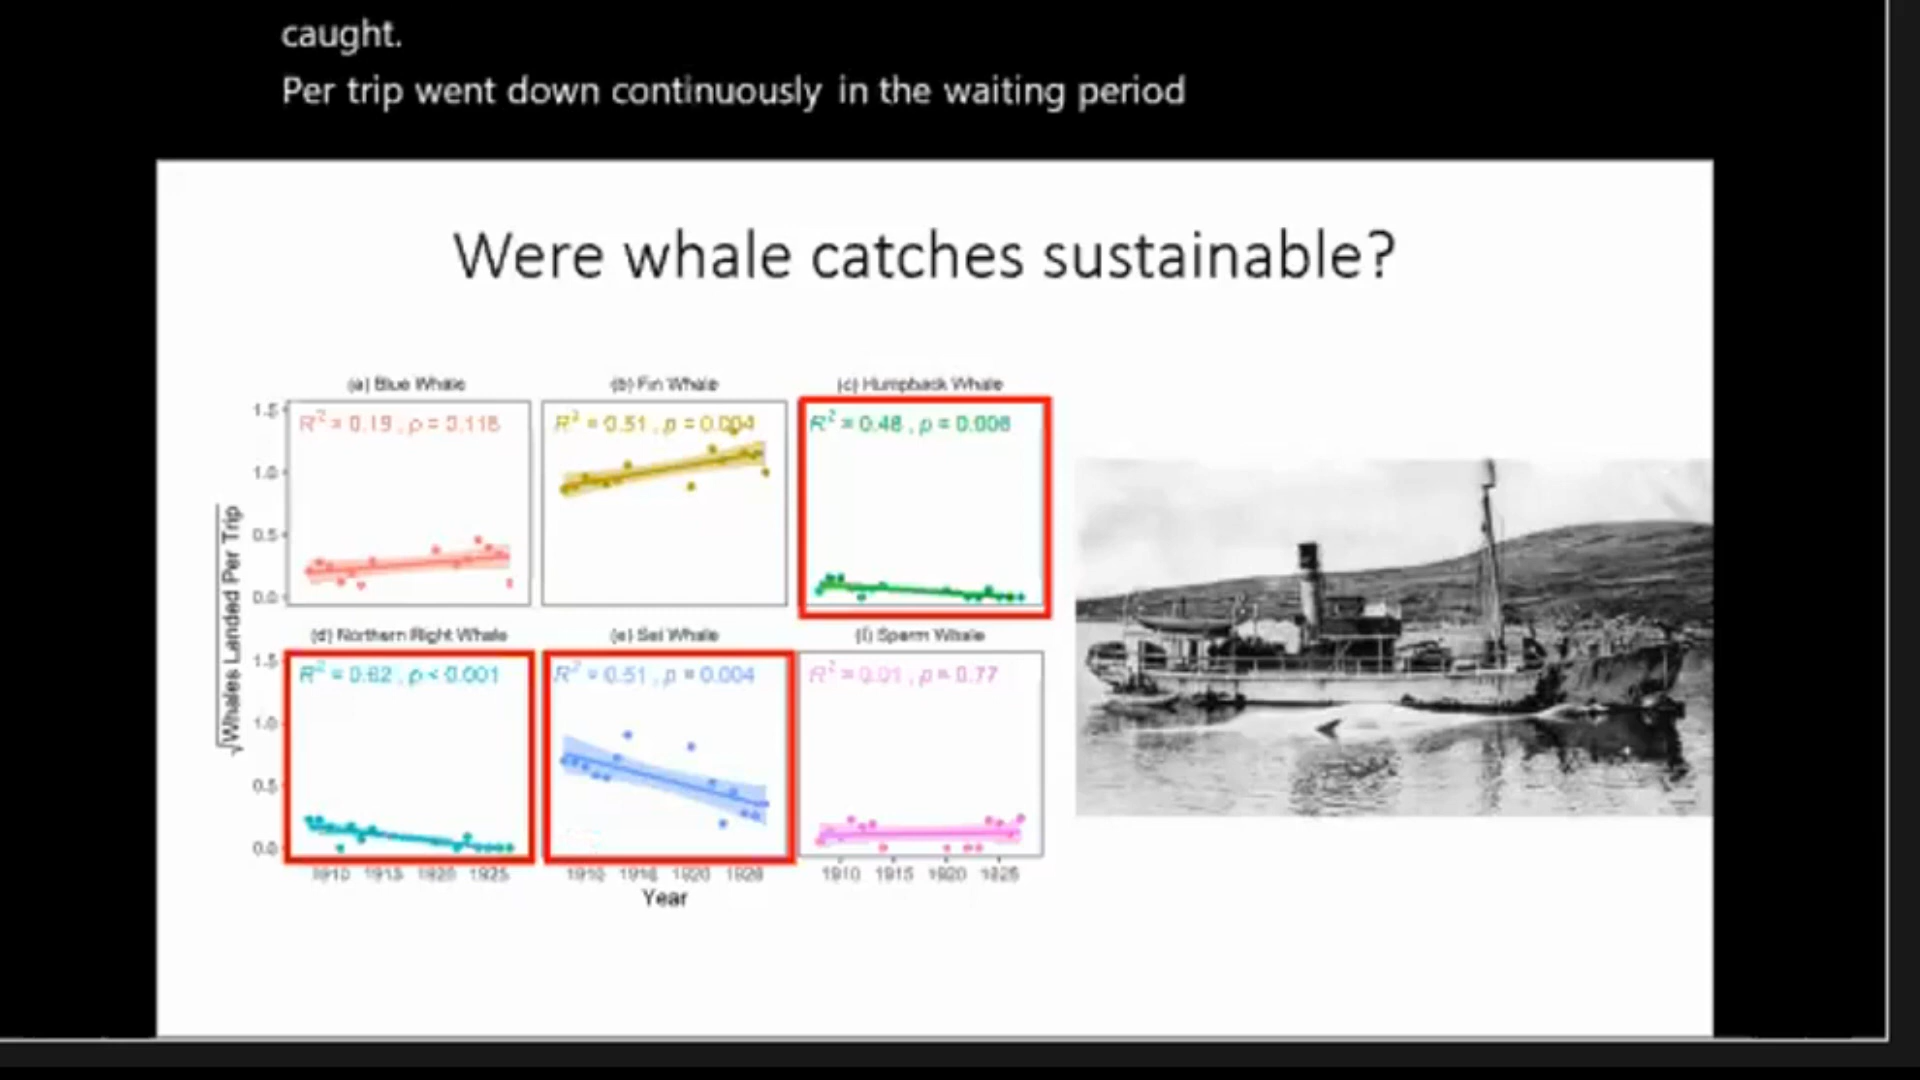 caught.
Per trip went down continuously in the waiting period
Were whale catches sustainable?
(a) Blue Whale
(b) Fin Whale
(c) Humpback Whale
R² = 0.19, p = 0.118
R² = 0.51, p = 0.004
R² = 0.48, p = 0.006
1.5
1.0
0.5
0.0
√Whales Landed Per Trip
(d) Northern Right Whale
(e) Sei Whale
(f) Sperm Whale
R² = 0.62, p < 0.001
R² = 0.51, p = 0.004
R² = 0.01, p = 0.77
1.5
1.0
0.5
0.0
1910 1915 1920 1925
1910 1915 1920 1925
1910 1915 1920 1925
Year